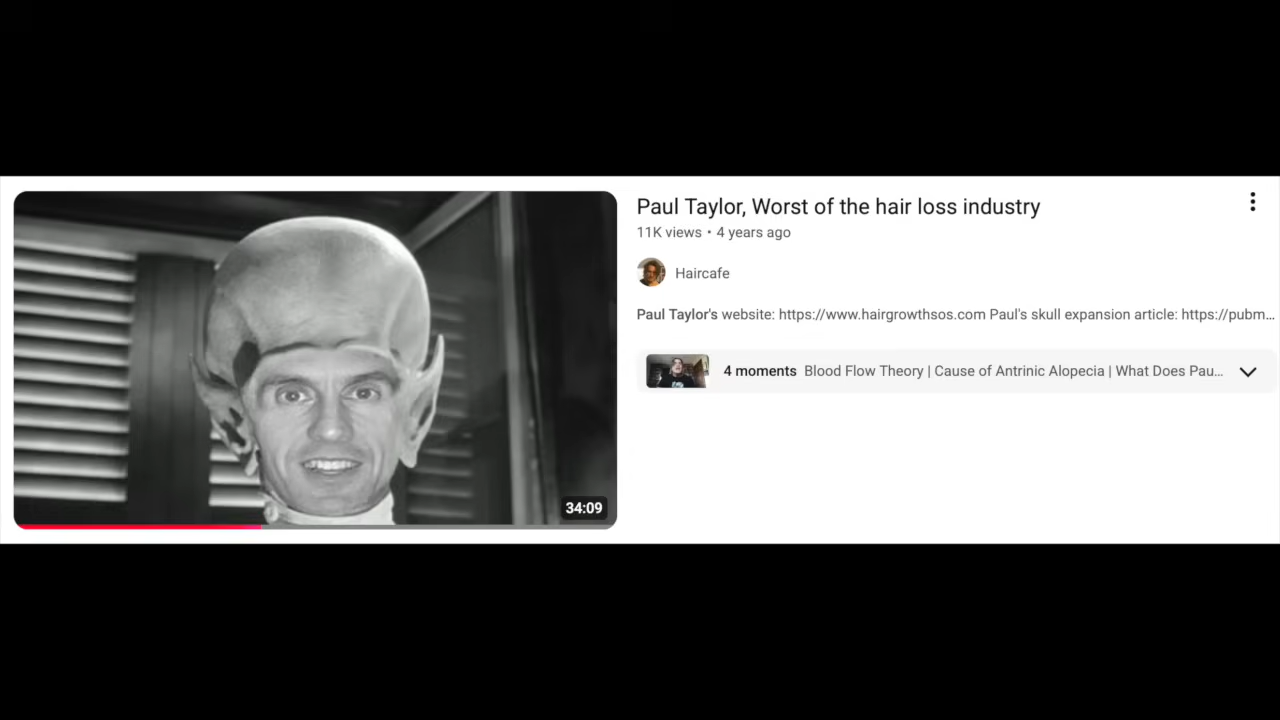 Paul Taylor, Worst of the hair loss industry
11K views • 4 years ago
Haircafe
Paul Taylor's website: https://www.hairgrowthsos.com Paul's skull expansion article: https://pubm...
4 moments Blood Flow Theory | Cause of Antrinic Alopecia | What Does Pau...
34:09